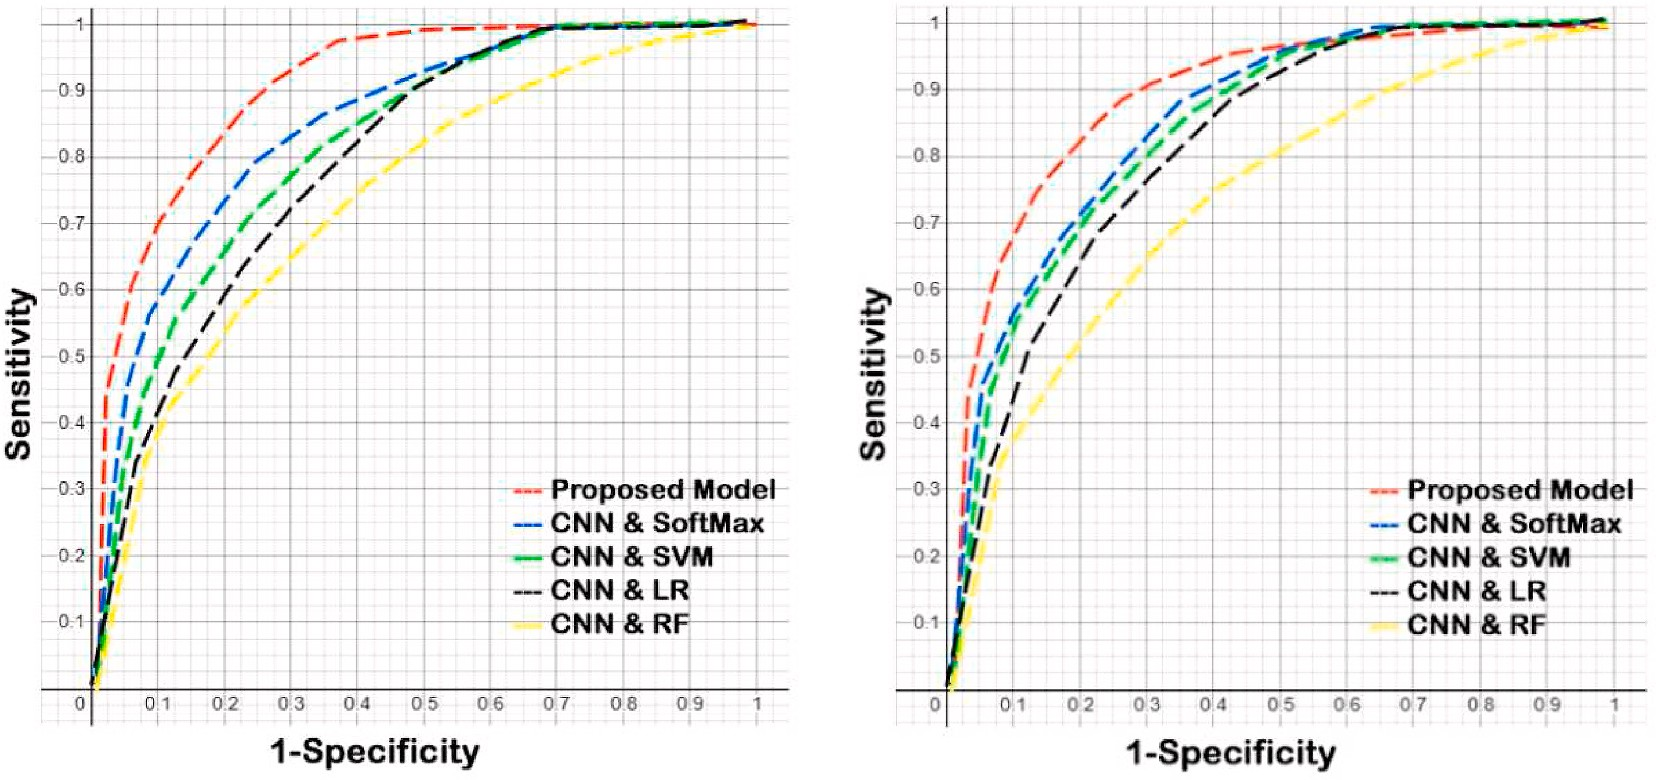 1
0.9
0.8
0.7
0.6
0.5
0.4
0.3
0.2
0.1
0 0.1 0.2 0.3 0.4 0.5 0.6 0.7 0.8 0.9 1
Sensitivity
1-Specificity
Proposed Model
CNN & SoftMax
CNN & SVM
CNN & LR
CNN & RF
1
0.9
0.8
0.7
0.6
0.5
0.4
0.3
0.2
0.1
0 0.1 0.2 0.3 0.4 0.5 0.6 0.7 0.8 0.9 1
Sensitivity
1-Specificity
Proposed Model
CNN & SoftMax
CNN & SVM
CNN & LR
CNN & RF